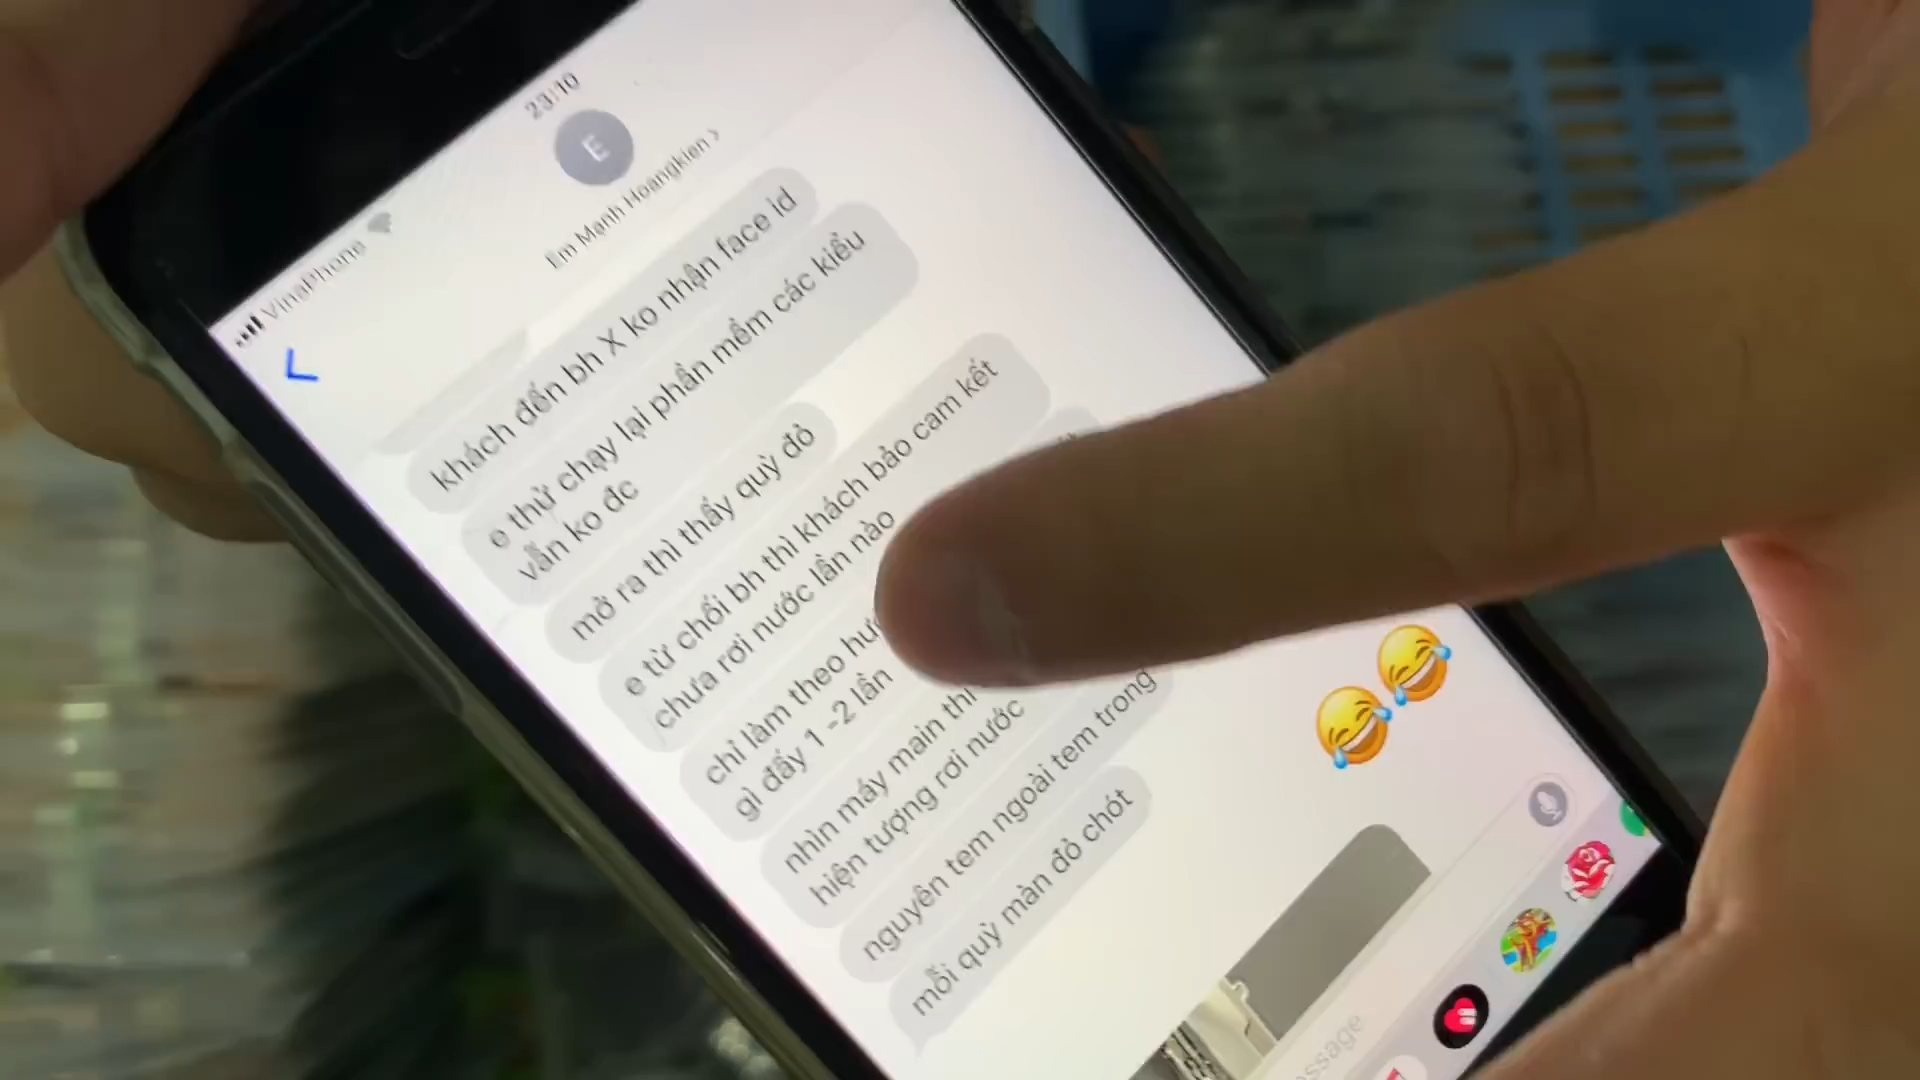 23:10
VinaPhone
E
Em Mạnh Hoangkien >
khách đến bh X ko nhận face id
e thử chạy lại phần mềm các kiểu
vẫn ko đc
mở ra thì thấy quỳ đỏ
e từ chối bh thì khách bảo cam kết
chưa rơi nước lần nào
chỉ làm theo
gì đấy 1 -2 lần
nhìn máy main thì
hiện tượng rơi nước
nguyên tem ngoài tem trong
mỗi quỳ màn đỏ chót